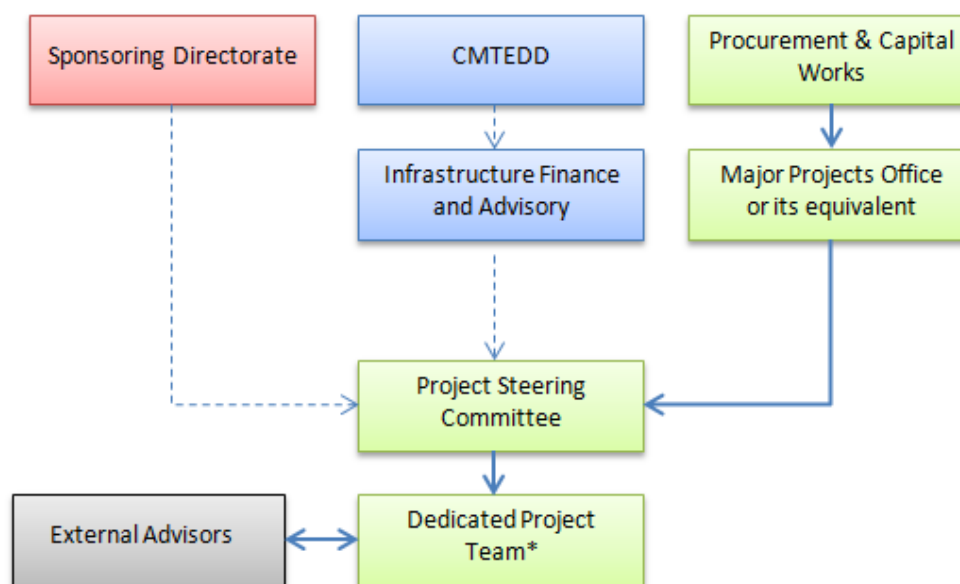 Sponsoring Directorate
CMTEDD
Procurement & Capital
Works
Infrastructure Finance
and Advisory
Major Projects Office
or its equivalent
Project Steering
Committee
External Advisors
Dedicated Project
Team*